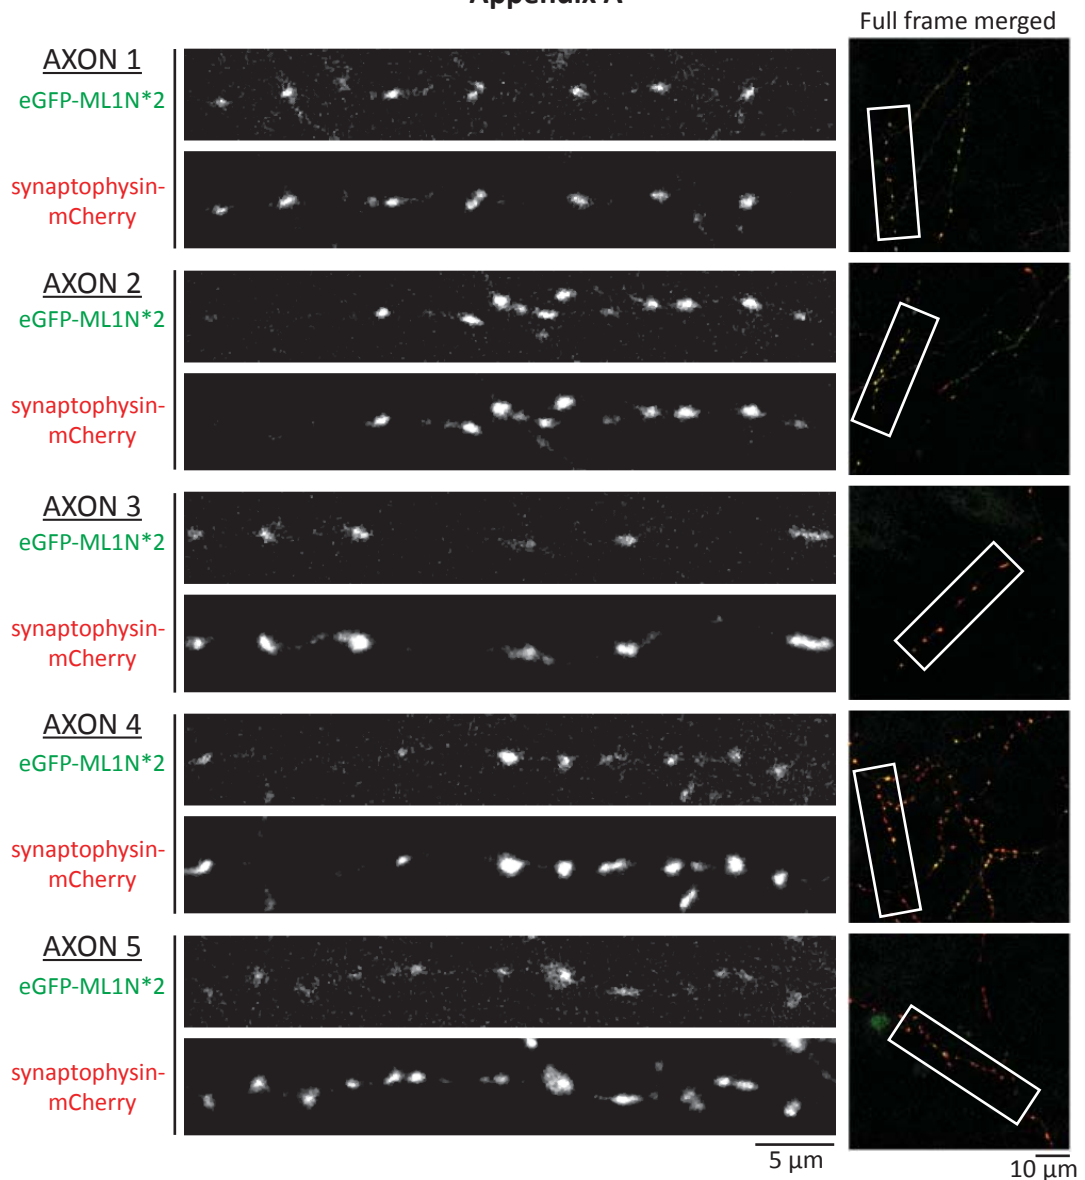 Appendix A
Full frame merged
AXON 1
eGFP-ML1N*2
synaptophysin-
mCherry
AXON 2
eGFP-ML1N*2
synaptophysin-
mCherry
AXON 3
eGFP-ML1N*2
synaptophysin-
mCherry
AXON 4
eGFP-ML1N*2
synaptophysin-
mCherry
AXON 5
eGFP-ML1N*2
synaptophysin-
mCherry
5 μm
10 μm